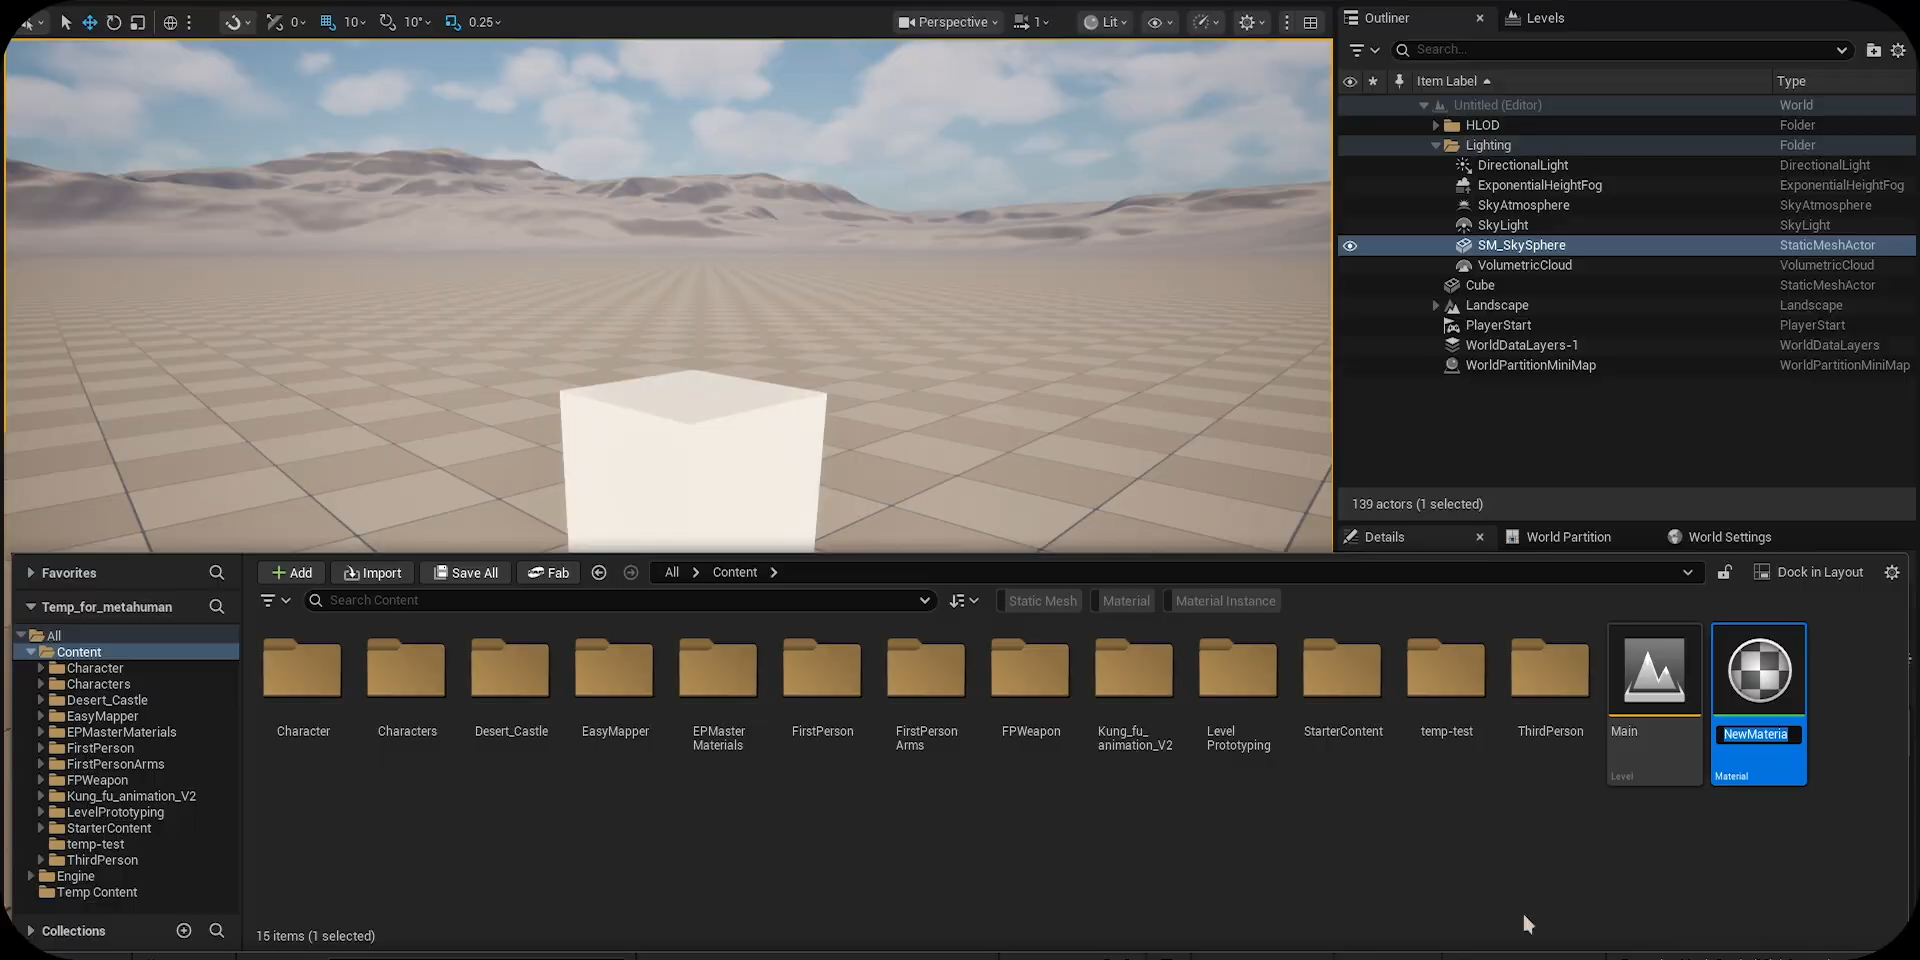 0
10
10°
0.25
Perspective
1
Lit
Outliner
Levels
Search...
Item Label
Type
Untitled (Editor)
World
HLOD
Folder
Lighting
Folder
DirectionalLight
DirectionalLight
ExponentialHeightFog
ExponentialHeightFog
SkyAtmosphere
SkyAtmosphere
SkyLight
SkyLight
SM_SkySphere
StaticMeshActor
VolumetricCloud
VolumetricCloud
Cube
StaticMeshActor
Landscape
Landscape
PlayerStart
PlayerStart
WorldDataLayers-1
WorldDataLayers
WorldPartitionMiniMap
WorldPartitionMiniMap
139 actors (1 selected)
Details
World Partition
World Settings
Favorites
Temp_for_metahuman
All
Content
Character
Characters
Desert_Castle
EasyMapper
EPMasterMaterials
FirstPerson
FirstPersonArms
FPWeapon
Kung_fu_animation_V2
LevelPrototyping
StarterContent
temp-test
ThirdPerson
Engine
Temp Content
Collections
Add
Import
Save All
Fab
All
Content
Dock in Layout
Search Content
Static Mesh
Material
Material Instance
Character
Characters
Desert_Castle
EasyMapper
EPMaster
Materials
FirstPerson
FirstPerson
Arms
FPWeapon
Kung_fu_
animation_V2
Level
Prototyping
StarterContent
temp-test
ThirdPerson
Main
Level
NewMateria
Material
15 items (1 selected)